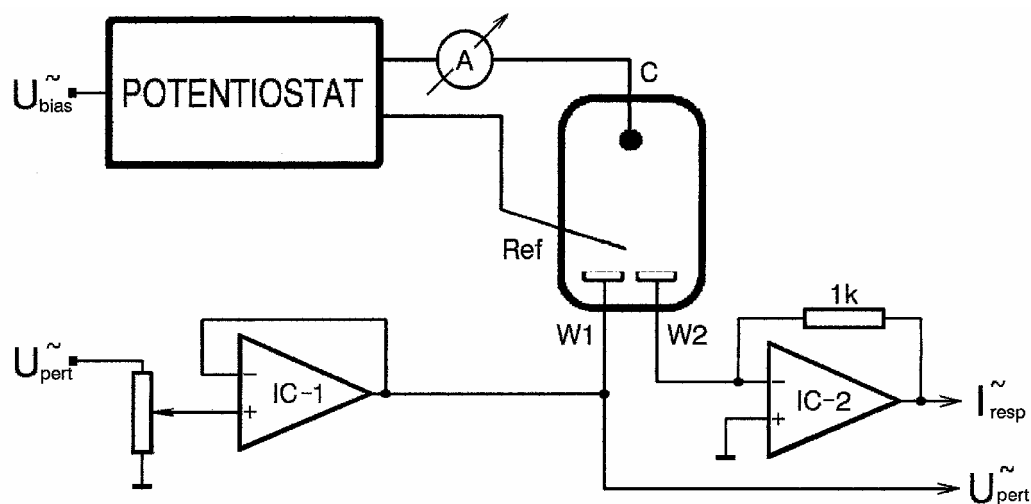 A
C
U~bias
POTENTIOSTAT
Ref
1k
W1
W2
U~pert
IC-1
−
+
IC-2
−
+
I~resp
U~pert